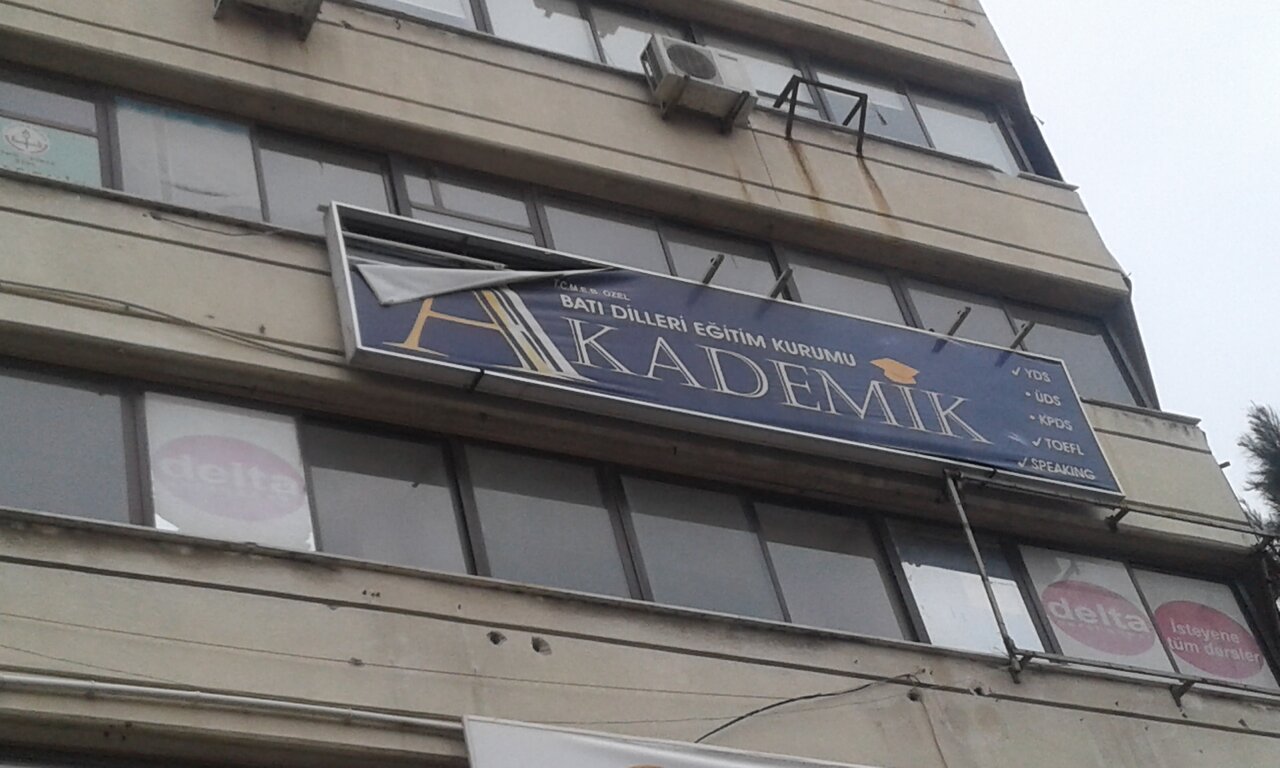 T.C. M.E.B. ÖZEL
BATI DİLLERİ EĞİTİM KURUMU
AKADEMİK
✓ YDS
• ÜDS
• KPDS
✓ TOEFL
✓ SPEAKING
delta
delta
İsteyene
tüm dersler